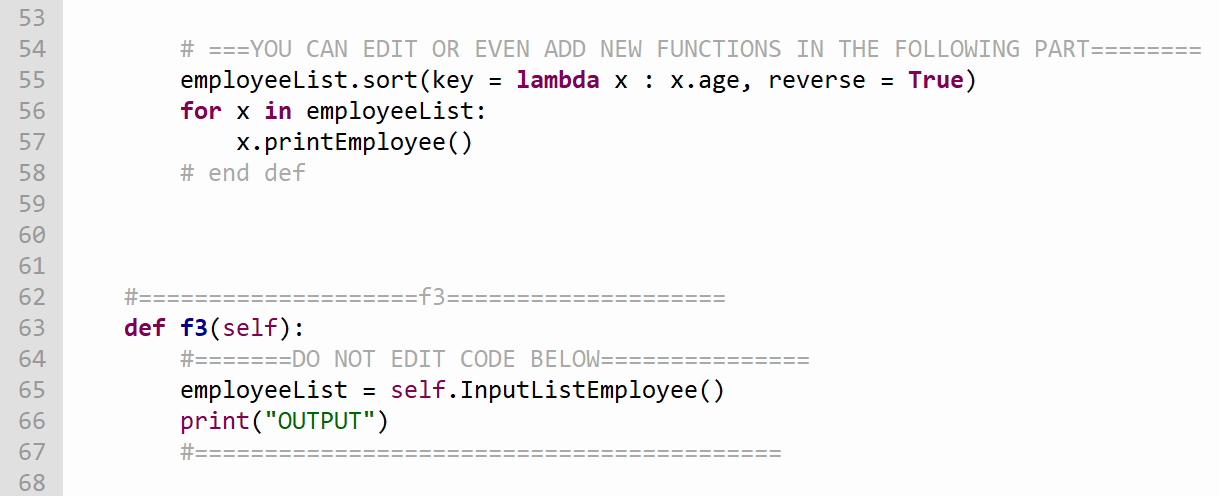 53
54 # ===YOU CAN EDIT OR EVEN ADD NEW FUNCTIONS IN THE FOLLOWING PART========
55 employeeList.sort(key = lambda x : x.age, reverse = True)
56 for x in employeeList:
57 x.printEmployee()
58 # end def
59
60
61
62 #====================f3====================
63 def f3(self):
64 #=======DO NOT EDIT CODE BELOW===============
65 employeeList = self.InputListEmployee()
66 print("OUTPUT")
67 #==========================================
68